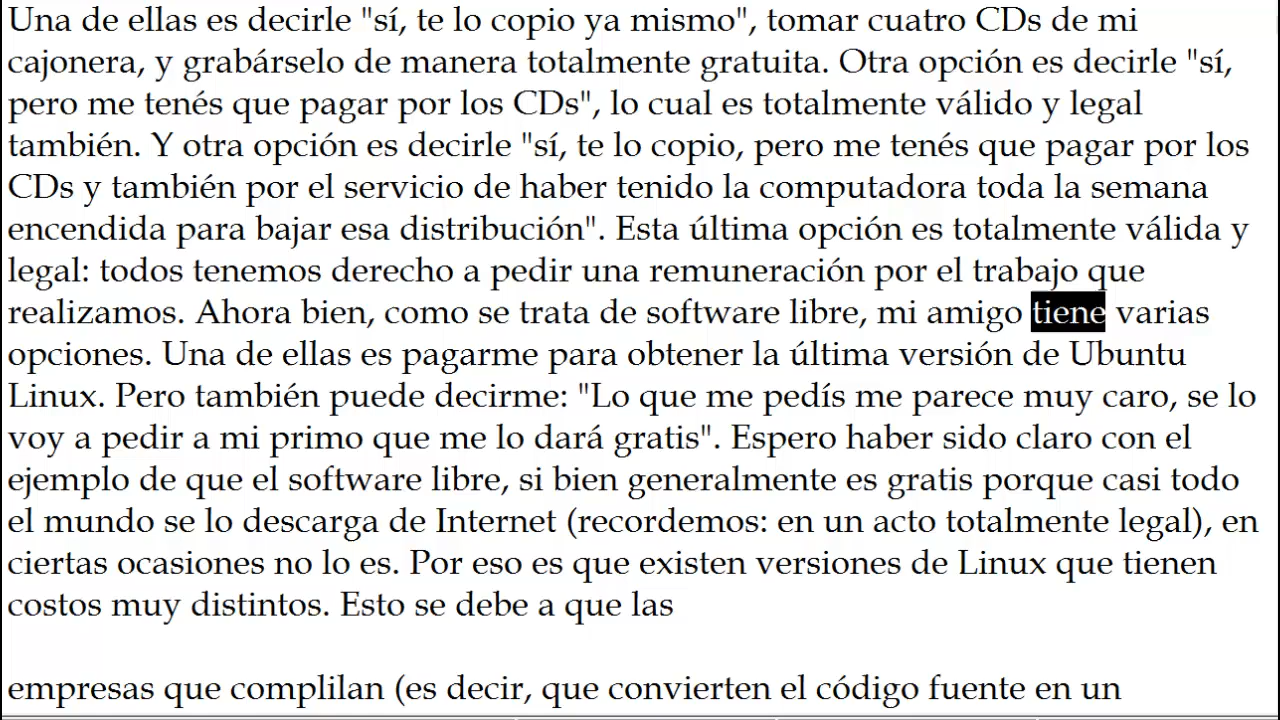 Una de ellas es decirle "sí, te lo copio ya mismo", tomar cuatro CDs de mi
cajonera, y grabárselo de manera totalmente gratuita. Otra opción es decirle "sí,
pero me tenés que pagar por los CDs", lo cual es totalmente válido y legal
también. Y otra opción es decirle "sí, te lo copio, pero me tenés que pagar por los
CDs y también por el servicio de haber tenido la computadora toda la semana
encendida para bajar esa distribución". Esta última opción es totalmente válida y
legal: todos tenemos derecho a pedir una remuneración por el trabajo que
realizamos. Ahora bien, como se trata de software libre, mi amigo tiene varias
opciones. Una de ellas es pagarme para obtener la última versión de Ubuntu
Linux. Pero también puede decirme: "Lo que me pedís me parece muy caro, se lo
voy a pedir a mi primo que me lo dará gratis". Espero haber sido claro con el
ejemplo de que el software libre, si bien generalmente es gratis porque casi todo
el mundo se lo descarga de Internet (recordemos: en un acto totalmente legal), en
ciertas ocasiones no lo es. Por eso es que existen versiones de Linux que tienen
costos muy distintos. Esto se debe a que las
empresas que complilan (es decir, que convierten el código fuente en un